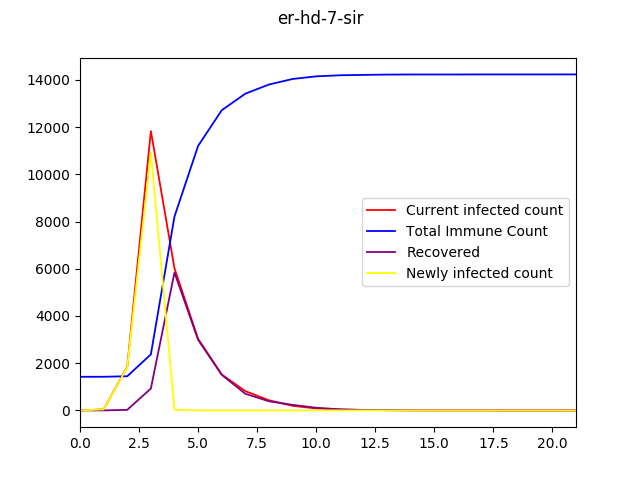 er-hd-7-sir
14000
12000
10000
8000
6000
4000
2000
0
Current infected count
Total Immune Count
Recovered
Newly infected count
0.0 2.5 5.0 7.5 10.0 12.5 15.0 17.5 20.0